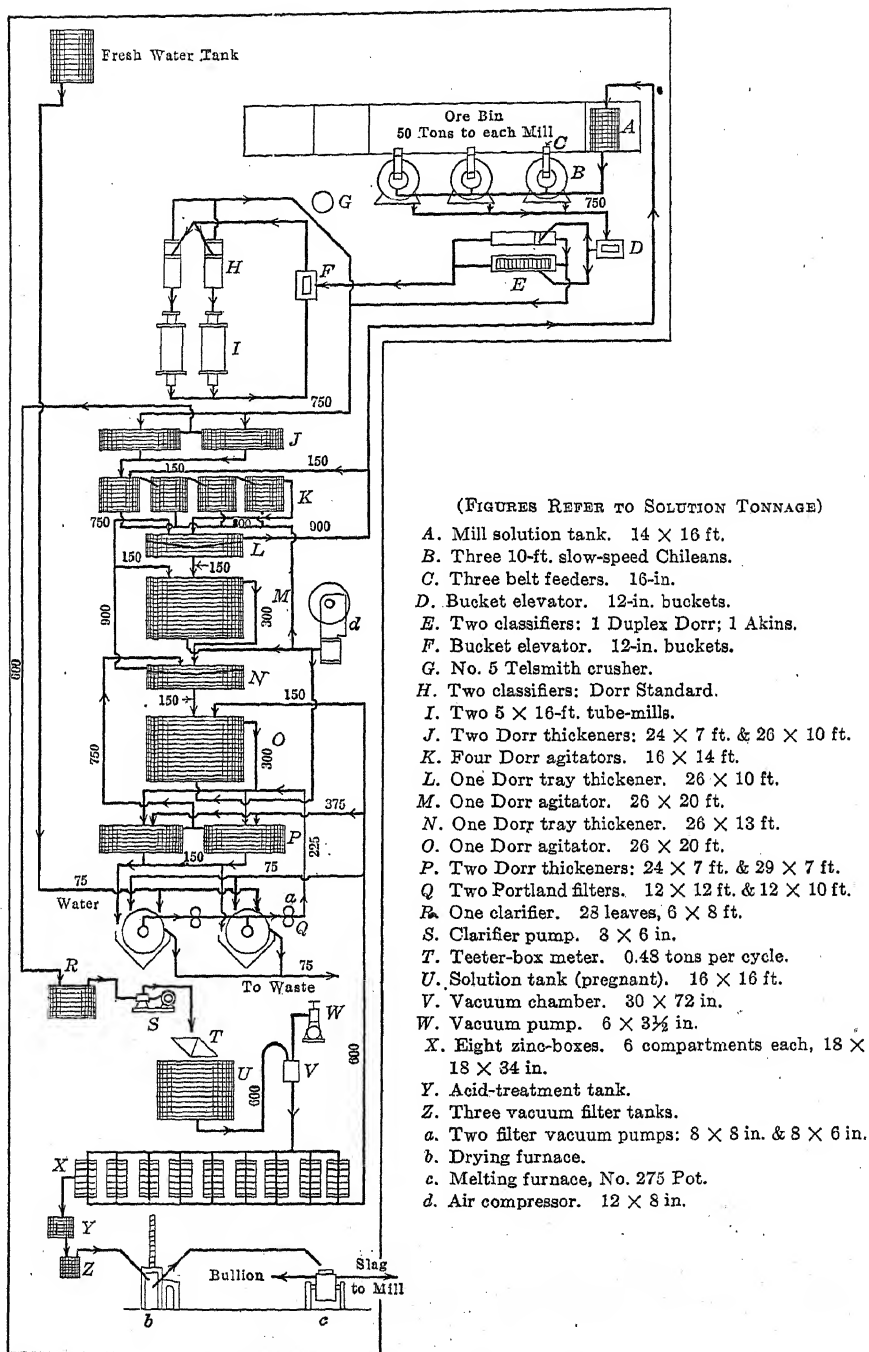 Fresh Water Tank
Ore Bin
50 Tons to each Mill
A
C
B
750
D
E
F
G
H
I
750
J
150
150
K
750
300
900
L
150
150
M
300
d
900
600
N
150
150
O
300
750
375
P
150
225
75
75
Water
a
Q
75
To Waste
R
S
T
W
U
V
600
600
X
Y
Z
Bullion
Slag
to Mill
b
c
(FIGURES REFER TO SOLUTION TONNAGE)
A. Mill solution tank. 14 × 16 ft.
B. Three 10-ft. slow-speed Chileans.
C. Three belt feeders. 16-in.
D. Bucket elevator. 12-in. buckets.
E. Two classifiers: 1 Duplex Dorr; 1 Akins.
F. Bucket elevator. 12-in. buckets.
G. No. 5 Telsmith crusher.
H. Two classifiers: Dorr Standard.
I. Two 5 × 16-ft. tube-mills.
J. Two Dorr thickeners: 24 × 7 ft. & 26 × 10 ft.
K. Four Dorr agitators. 16 × 14 ft.
L. One Dorr tray thickener. 26 × 10 ft.
M. One Dorr agitator. 26 × 20 ft.
N. One Dorr tray thickener. 26 × 13 ft.
O. One Dorr agitator. 26 × 20 ft.
P. Two Dorr thickeners: 24 × 7 ft. & 29 × 7 ft.
Q Two Portland filters. 12 × 12 ft. & 12 × 10 ft.
R. One clarifier. 28 leaves, 6 × 8 ft.
S. Clarifier pump. 8 × 6 in.
T. Teeter-box meter. 0.48 tons per cycle.
U. Solution tank (pregnant). 16 × 16 ft.
V. Vacuum chamber. 30 × 72 in.
W. Vacuum pump. 6 × 3½ in.
X. Eight zinc-boxes. 6 compartments each, 18 ×
18 × 34 in.
Y. Acid-treatment tank.
Z. Three vacuum filter tanks.
a. Two filter vacuum pumps: 8 × 8 in. & 8 × 6 in.
b. Drying furnace.
c. Melting furnace, No. 275 Pot.
d. Air compressor. 12 × 8 in.